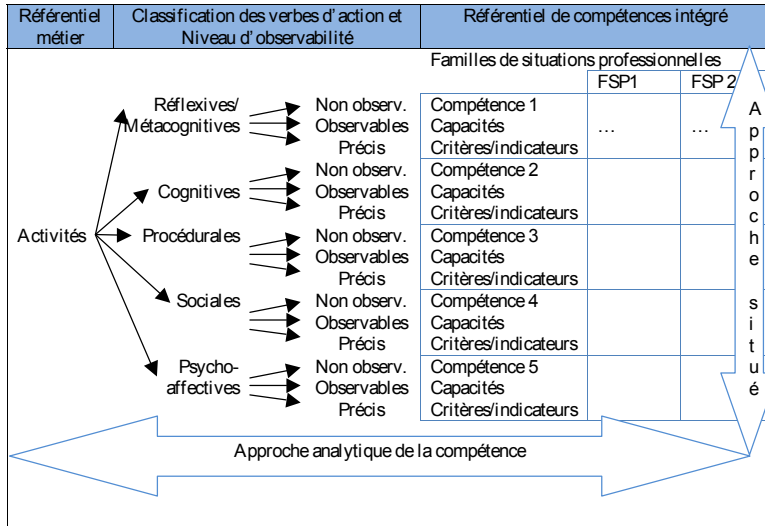 Référentiel métier
Classification des verbes d'action et Niveau d'observabilité
Référentiel de compétences intégré
Familles de situations professionnelles
FSP1
FSP 2
Activités
Réflexives/
Métacognitives
Non observ.
Observables
Précis
Compétence 1
Capacités
Critères/indicateurs
…
…
Cognitives
Non observ.
Observables
Précis
Compétence 2
Capacités
Critères/indicateurs
Procédurales
Non observ.
Observables
Précis
Compétence 3
Capacités
Critères/indicateurs
Sociales
Non observ.
Observables
Précis
Compétence 4
Capacités
Critères/indicateurs
Psycho-
affectives
Non observ.
Observables
Précis
Compétence 5
Capacités
Critères/indicateurs
Approche situé
Approche analytique de la compétence